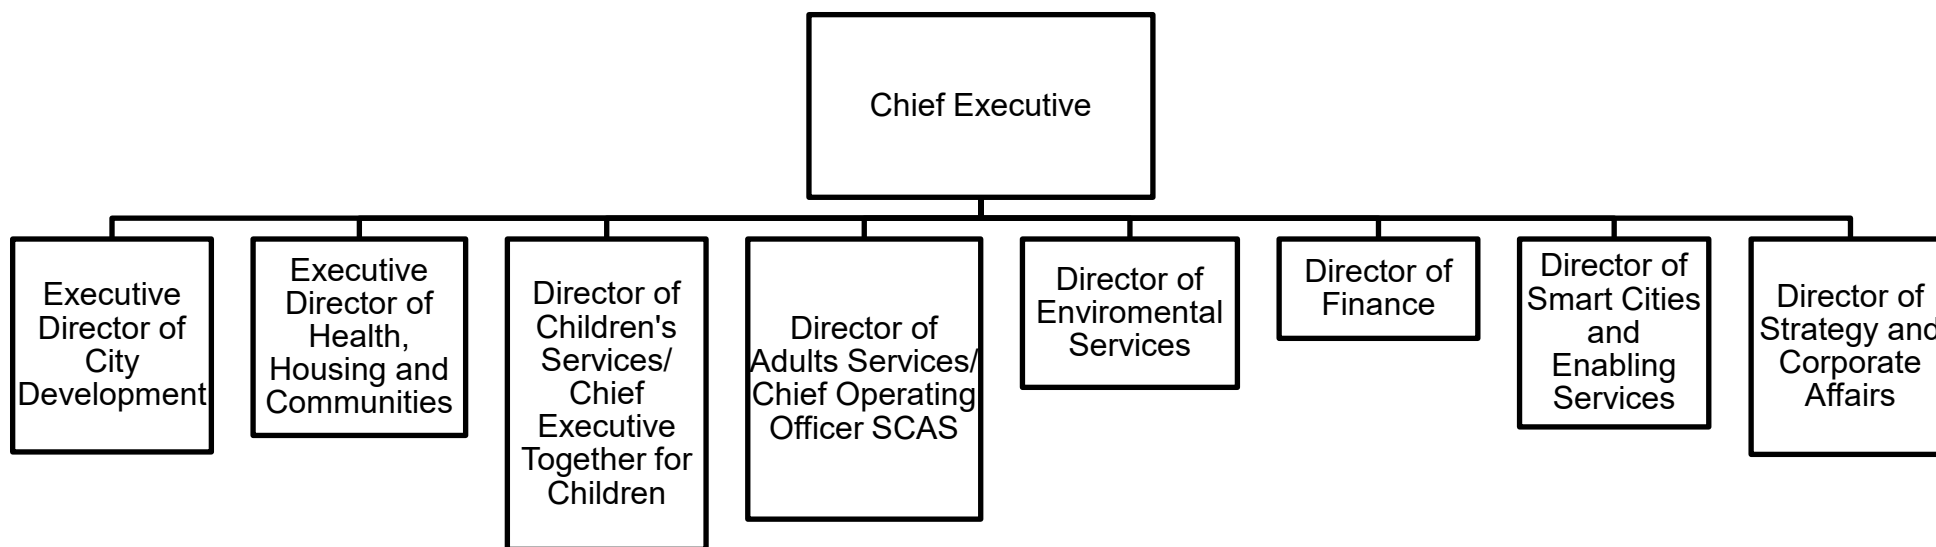 Chief Executive
Executive
Director of
City
Development
Executive
Director of
Health,
Housing and
Communities
Director of
Children's
Services/
Chief
Executive
Together for
Children
Director of
Adults Services/
Chief Operating
Officer SCAS
Director of
Enviromental
Services
Director of
Finance
Director of
Smart Cities
and
Enabling
Services
Director of
Strategy and
Corporate
Affairs